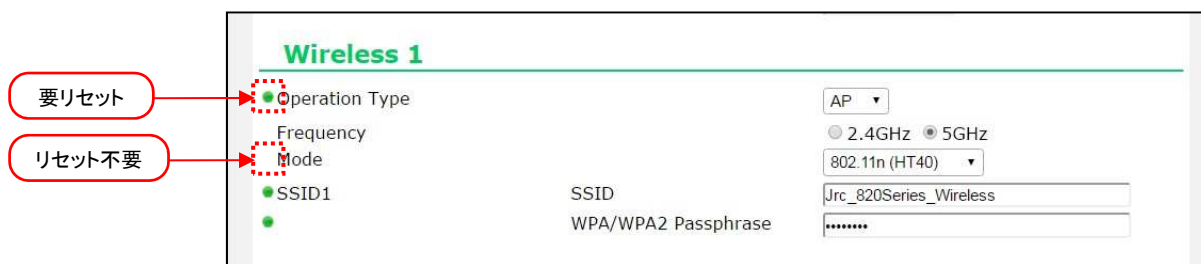 Wireless 1
要リセット
Operation Type AP
Frequency 2.4GHz 5GHz
リセット不要
Mode 802.11n (HT40)
SSID1 SSID Jrc_820Series_Wireless
WPA/WPA2 Passphrase ••••••••